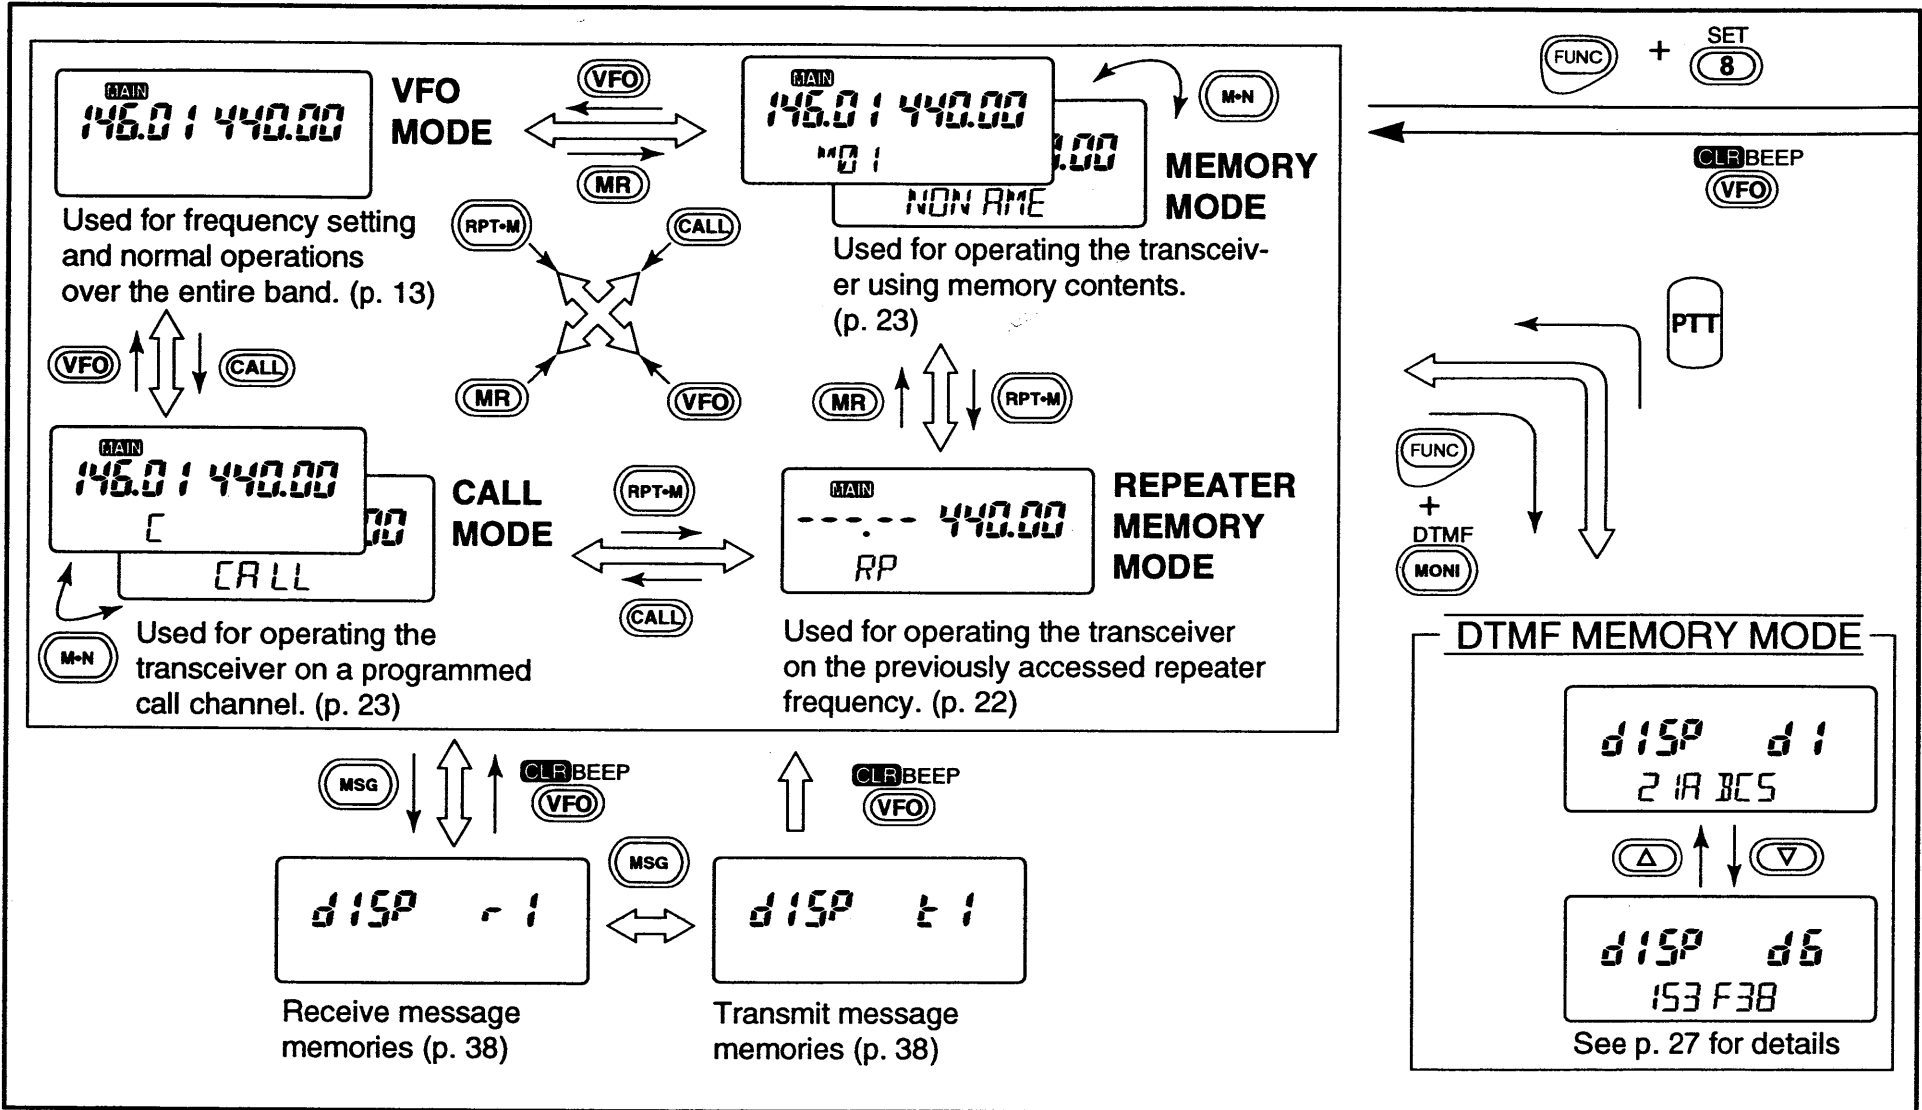 MAIN
146.01 440.00
VFO
MODE
Used for frequency setting
and normal operations
over the entire band. (p. 13)
VFO
MR
MAIN
146.01 440.00
M01
0.00
NONAME
M•N
MEMORY
MODE
Used for operating the transceiv-
er using memory contents.
(p. 23)
RPT•M
CALL
MR
VFO
VFO
CALL
MR
RPT•M
MAIN
146.01 440.00
C
00
CALL
M•N
CALL
MODE
Used for operating the
transceiver on a programmed
call channel. (p. 23)
RPT•M
CALL
MAIN
---.-- 440.00
RP
REPEATER
MEMORY
MODE
Used for operating the transceiver
on the previously accessed repeater
frequency. (p. 22)
MSG
CLR BEEP
VFO
MSG
CLR BEEP
VFO
dISP r1
Receive message
memories (p. 38)
dISP t1
Transmit message
memories (p. 38)
FUNC + SET
8
CLR BEEP
VFO
PTT
FUNC
+
DTMF
MONI
DTMF MEMORY MODE
dISP d1
21ABC5
△
▽
dISP d6
153F38
See p. 27 for details